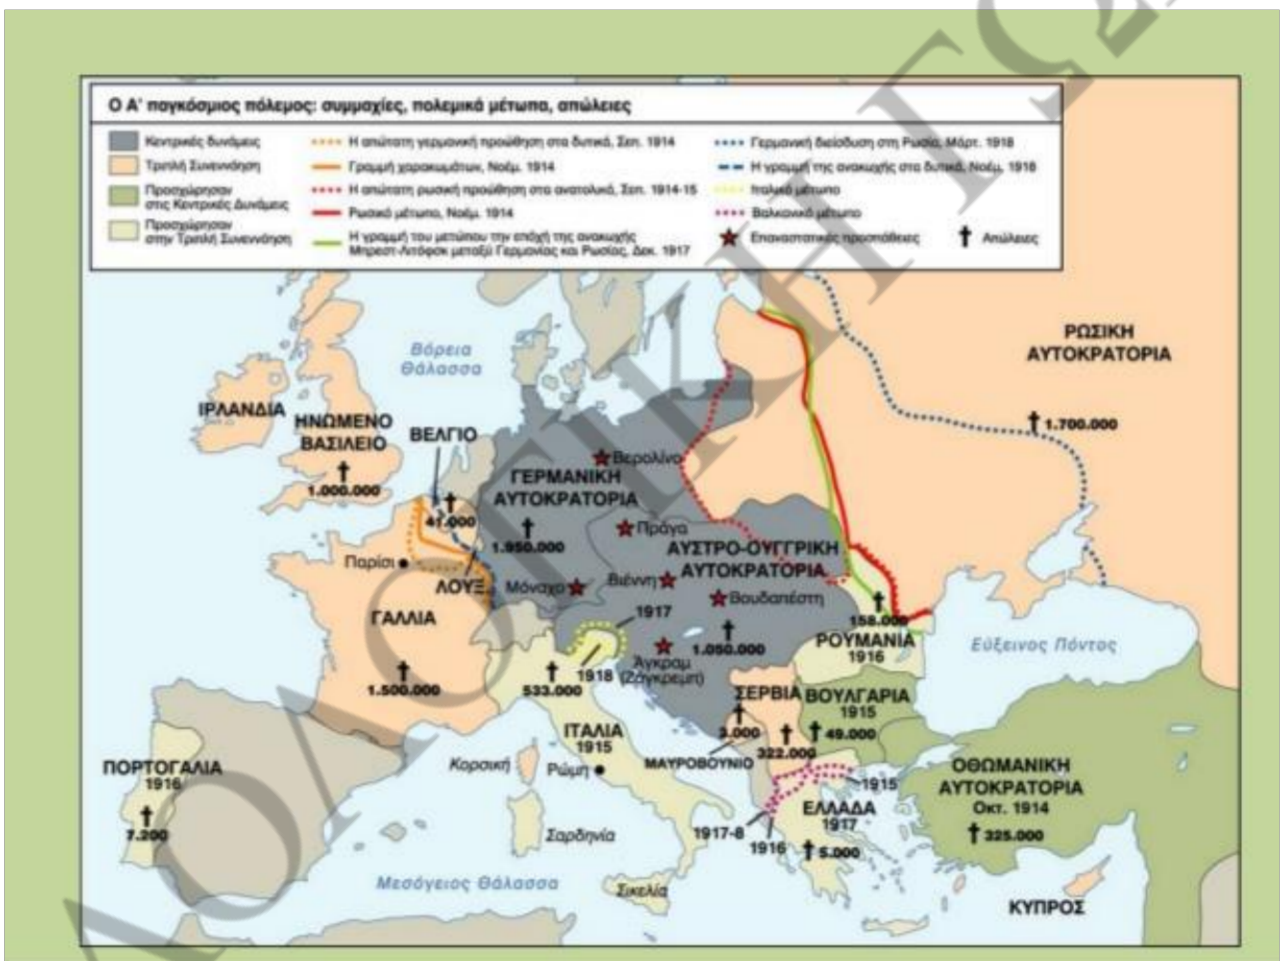 Ο Α' παγκόσμιος πόλεμος: συμμαχίες, πολεμικά μέτωπα, απώλειες
Κεντρικές δυνάμεις
Τριπλή Συνεννόηση
Προσχώρησαν
στις Κεντρικές Δυνάμεις
Προσχώρησαν
στην Τριπλή Συνεννόηση
Η απώτατη γερμανική προώθηση στα δυτικά, Σεπ. 1914
Γραμμή χαρακωμάτων, Νοέμ. 1914
Η απώτατη ρωσική προώθηση στα ανατολικά, Σεπ. 1914-15
Ρωσικό μέτωπο, Νοέμ. 1914
Η γραμμή του μετώπου την εποχή της ανακωχής
Μπρεστ-Λιτόφσκ μεταξύ Γερμανίας και Ρωσίας, Δεκ. 1917
Γερμανική διείσδυση στη Ρωσία, Μάρτ. 1918
Η γραμμή της ανακωχής στα δυτικά, Νοέμ. 1918
Ιταλικό μέτωπο
Βαλκανικό μέτωπο
Επαναστατικές προσπάθειες
Απώλειες
ΡΩΣΙΚΗ
ΑΥΤΟΚΡΑΤΟΡΙΑ
1.700.000
Βόρεια
Θάλασσα
ΙΡΛΑΝΔΙΑ
ΗΝΩΜΕΝΟ
ΒΑΣΙΛΕΙΟ
1.000.000
ΒΕΛΓΙΟ
41.000
Βερολίνο
ΓΕΡΜΑΝΙΚΗ
ΑΥΤΟΚΡΑΤΟΡΙΑ
1.950.000
Πράγα
ΑΥΣΤΡΟ-ΟΥΓΓΡΙΚΗ
ΑΥΤΟΚΡΑΤΟΡΙΑ
Παρίσι
ΛΟΥΞ.
Μόναχο
Βιέννη
Βουδαπέστη
1.050.000
ΓΑΛΛΙΑ
1.500.000
1917
1918
Άγκραμ
(Ζάγκρεμπ)
533.000
158.000
ΡΟΥΜΑΝΙΑ
1916
Εύξεινος Πόντος
ΣΕΡΒΙΑ
3.000
322.000
ΜΑΥΡΟΒΟΥΝΙΟ
ΒΟΥΛΓΑΡΙΑ
1915
49.000
ΙΤΑΛΙΑ
1915
Ρώμη
Κορσική
Σαρδηνία
Σικελία
ΠΟΡΤΟΓΑΛΙΑ
1916
7.200
Μεσόγειος Θάλασσα
1915
1917-8
1916
ΕΛΛΑΔΑ
1917
5.000
ΟΘΩΜΑΝΙΚΗ
ΑΥΤΟΚΡΑΤΟΡΙΑ
Οκτ. 1914
325.000
ΚΥΠΡΟΣ